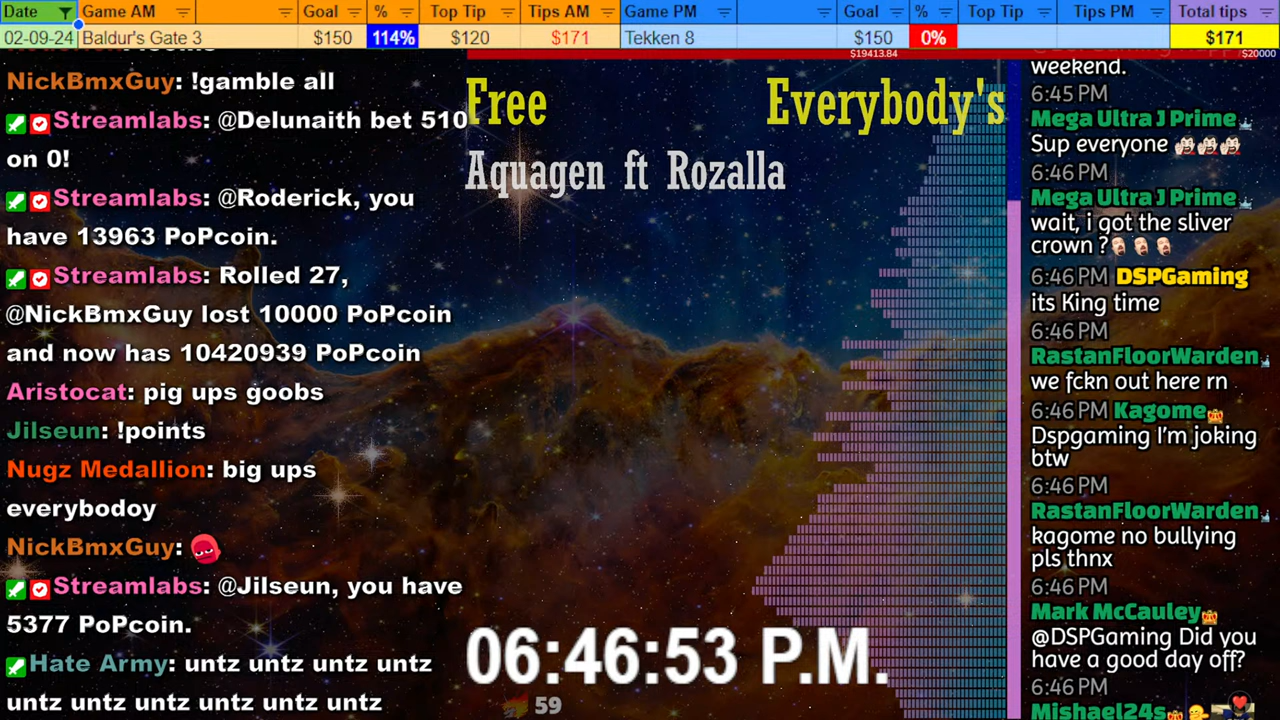 Date Game AM Goal % Top Tip Tips AM Game PM Goal % Top Tip Tips PM Total tips
02-09-24 Baldur's Gate 3 $150 114% $120 $171 Tekken 8 $150 0% $171
$19413.84 $20000
NickBmxGuy: !gamble all
Streamlabs: @Delunaith bet 510
on 0!
Streamlabs: @Roderick, you
have 13963 PoPcoin.
Streamlabs: Rolled 27,
@NickBmxGuy lost 10000 PoPcoin
and now has 10420939 PoPcoin
Aristocat: pig ups goobs
Jilseun: !points
Nugz Medallion: big ups
everybodoy
NickBmxGuy:
Streamlabs: @Jilseun, you have
5377 PoPcoin.
Hate Army: untz untz untz untz
untz untz untz untz untz
Free Everybody's
Aquagen ft Rozalla
06:46:53 P.M.
59
weekend.
6:45 PM
Mega Ultra J Prime
Sup everyone
6:46 PM
Mega Ultra J Prime
wait, i got the sliver
crown ?
6:46 PM DSPGaming
its King time
6:46 PM
RastanFloorWarden
we fckn out here rn
6:46 PM Kagome
Dspgaming I'm joking
btw
6:46 PM
RastanFloorWarden
kagome no bullying
pls thnx
6:46 PM
Mark McCauley
@DSPGaming Did you
have a good day off?
6:46 PM
Mishael24s